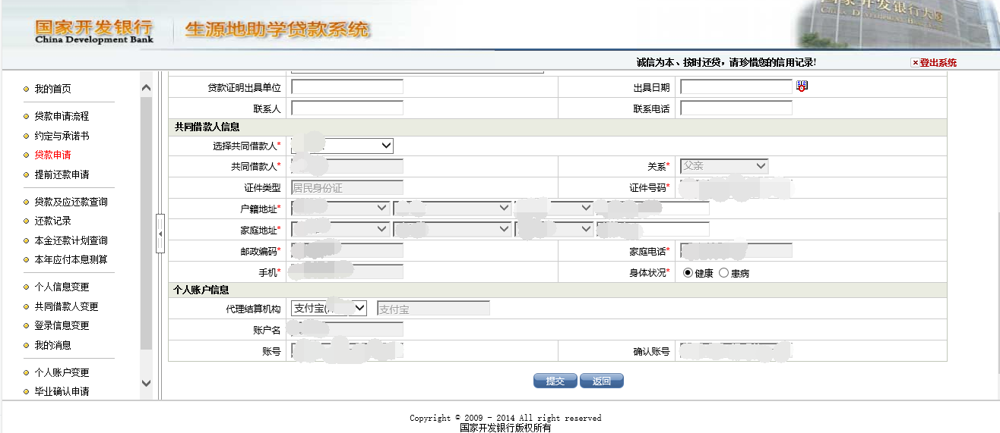 国家开发银行
China Development Bank
生源地助学贷款系统
国家开发银行大厦
China Development Bank
诚信为本、按时还贷，请珍惜您的信用记录!
登出系统
我的首页
贷款申请流程
约定与承诺书
贷款申请
提前还款申请
贷款及应还款查询
还款记录
本金还款计划查询
本年应付本息测算
个人信息变更
共同借款人变更
登录信息变更
我的消息
个人账户变更
毕业确认申请
贷款证明出具单位
出具日期
联系人
联系电话
共同借款人信息
选择共同借款人*
共同借款人*
关系* 父亲
证件类型 居民身份证
证件号码*
户籍地址*
家庭地址*
邮政编码*
家庭电话*
手机*
身体状况* 健康 患病
个人账户信息
代理结算机构 支付宝( 支付宝
账户名
账号
确认账号
提交 返回
Copyright © 2009 - 2014 All right reserved
国家开发银行版权所有